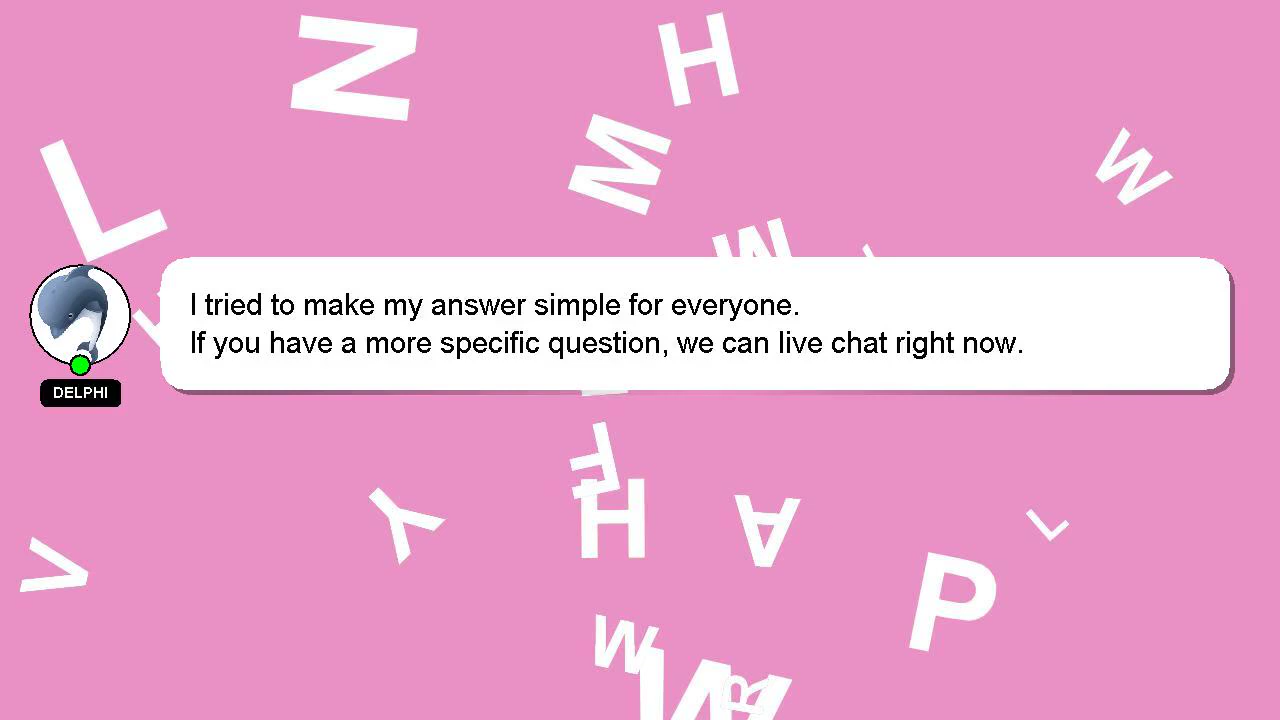 N
H
M
L
W
W
I tried to make my answer simple for everyone.
If you have a more specific question, we can live chat right now.
DELPHI
F
H
A
Y
L
V
P
W
W
R